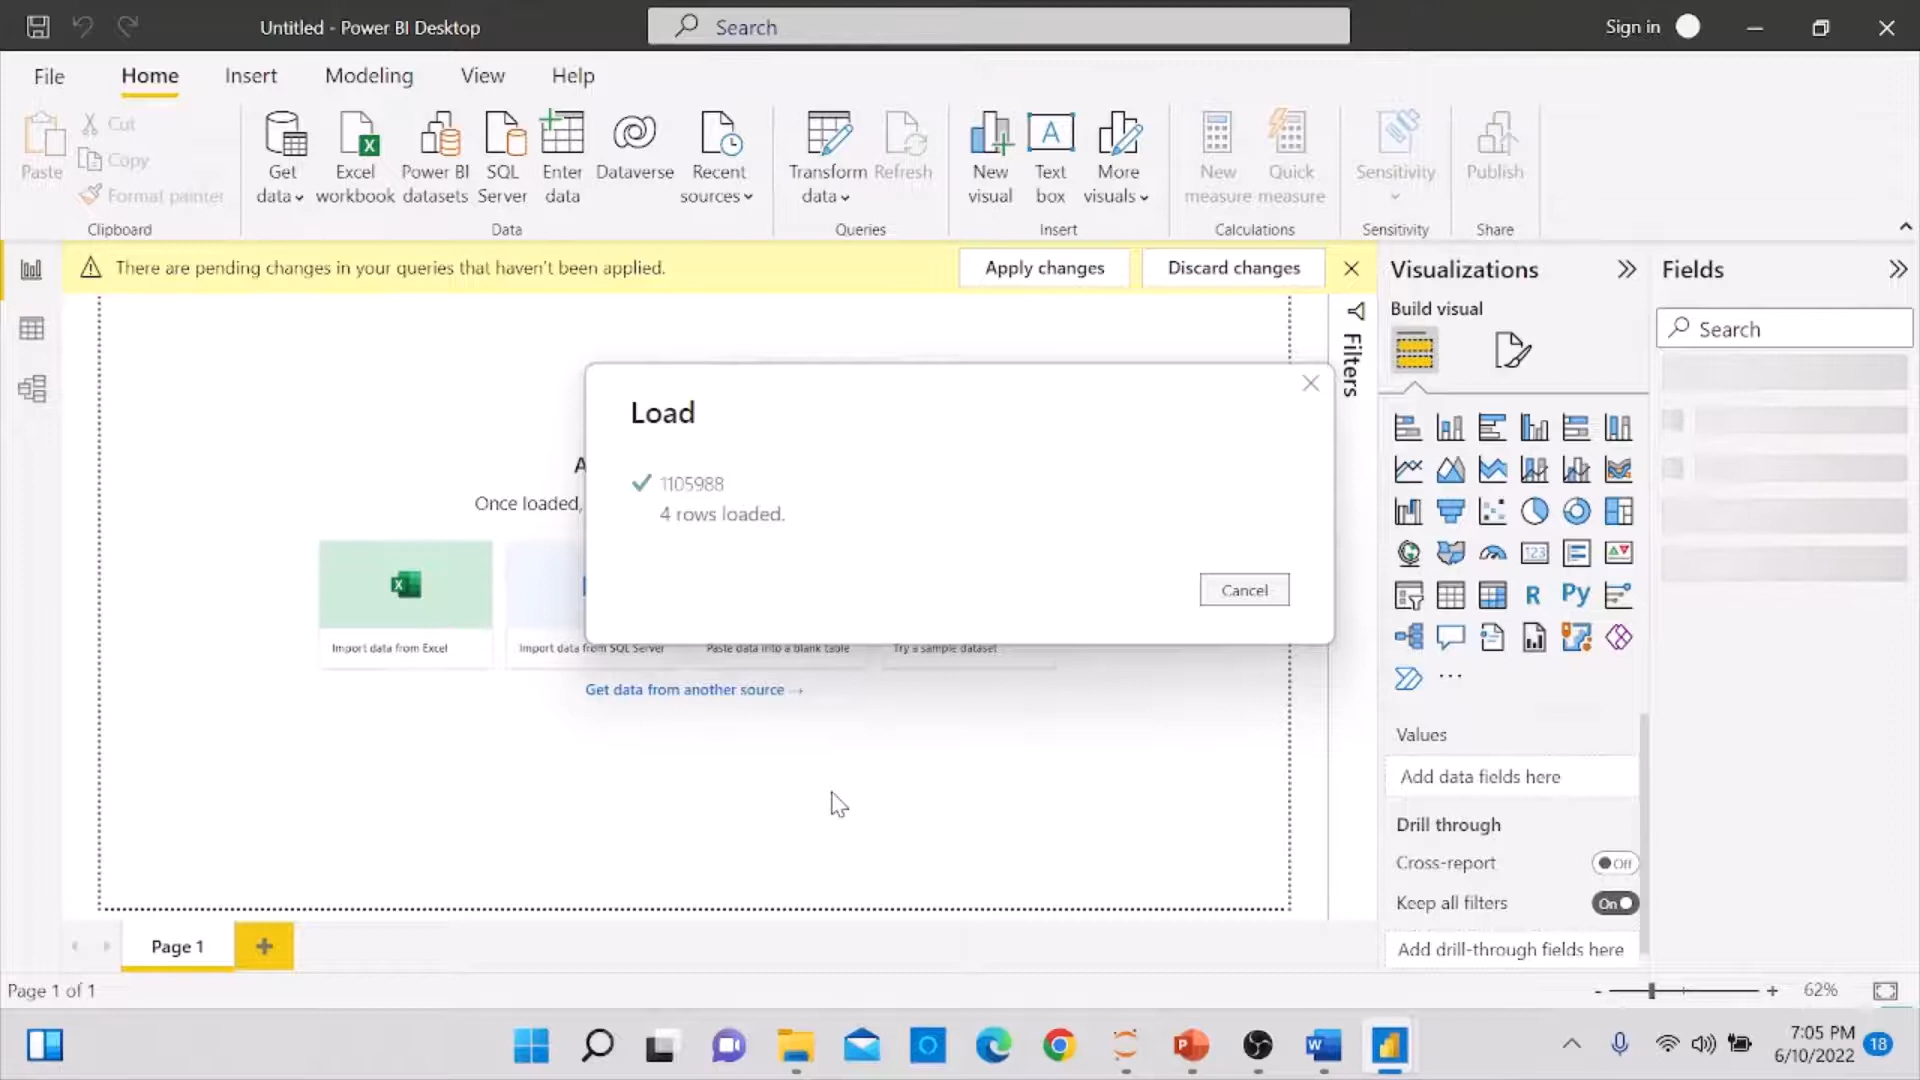 Untitled - Power BI Desktop
Search
Sign in
File
Home
Insert
Modeling
View
Help
Paste
Cut
Copy
Format painter
Clipboard
Get data
Excel workbook
Power BI datasets
SQL Server
Enter data
Dataverse
Recent sources
Data
Transform data
Refresh
Queries
New visual
Text box
More visuals
Insert
New measure
Quick measure
Calculations
Sensitivity
Sensitivity
Publish
Share
There are pending changes in your queries that haven't been applied.
Apply changes
Discard changes
Filters
A
Once loaded,
Load
1105988
4 rows loaded.
Cancel
Import data from Excel
Import data from SQL Server
Paste data into a blank table
Try a sample dataset
Get data from another source →
Visualizations
Build visual
123
R
Py
...
Values
Add data fields here
Drill through
Cross-report
Off
Keep all filters
On
Add drill-through fields here
Fields
Search
Page 1
Page 1 of 1
-
+
62%
7:05 PM
6/10/2022
18